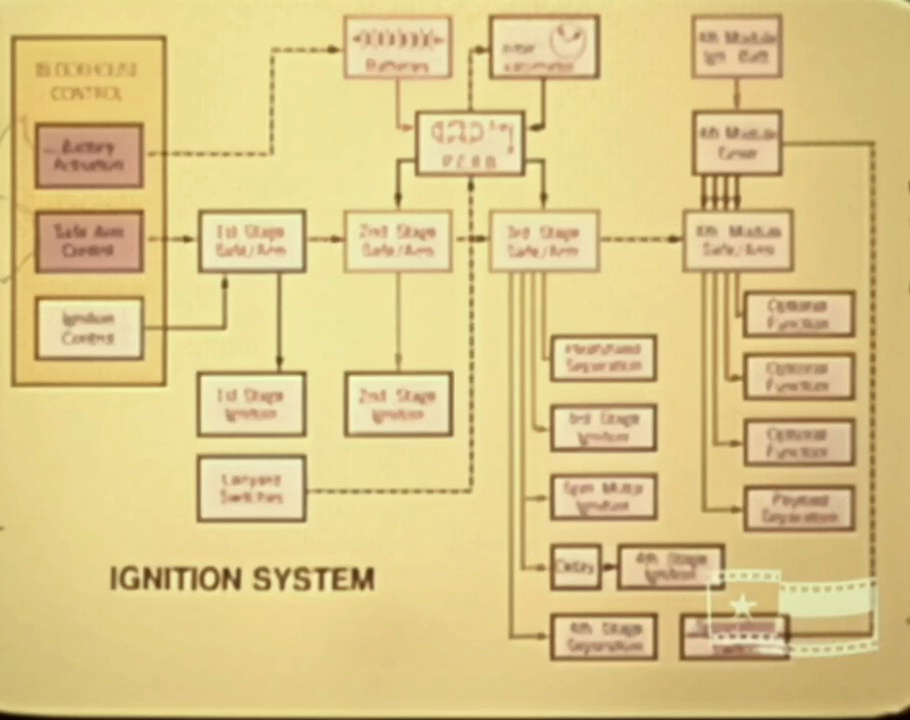 BLOCKHOUSE
CONTROL
Battery
Activation
Safe Arm
Control
Ignition
Control
Batteries
1st Stage
Safe/Arm
2nd Stage
Safe/Arm
3rd Stage
Safe/Arm
4th Module
4th Module
Timer
4th Module
Safe/Arm
1st Stage
Ignition
2nd Stage
Ignition
Lanyard
Switches
Separation
3rd Stage
Ignition
Spin Motor
Ignition
Delay
4th Stage
Ignition
4th Stage
Separation
Optional
Function
Optional
Function
Optional
Function
Payload
Separation
Separation
IGNITION SYSTEM